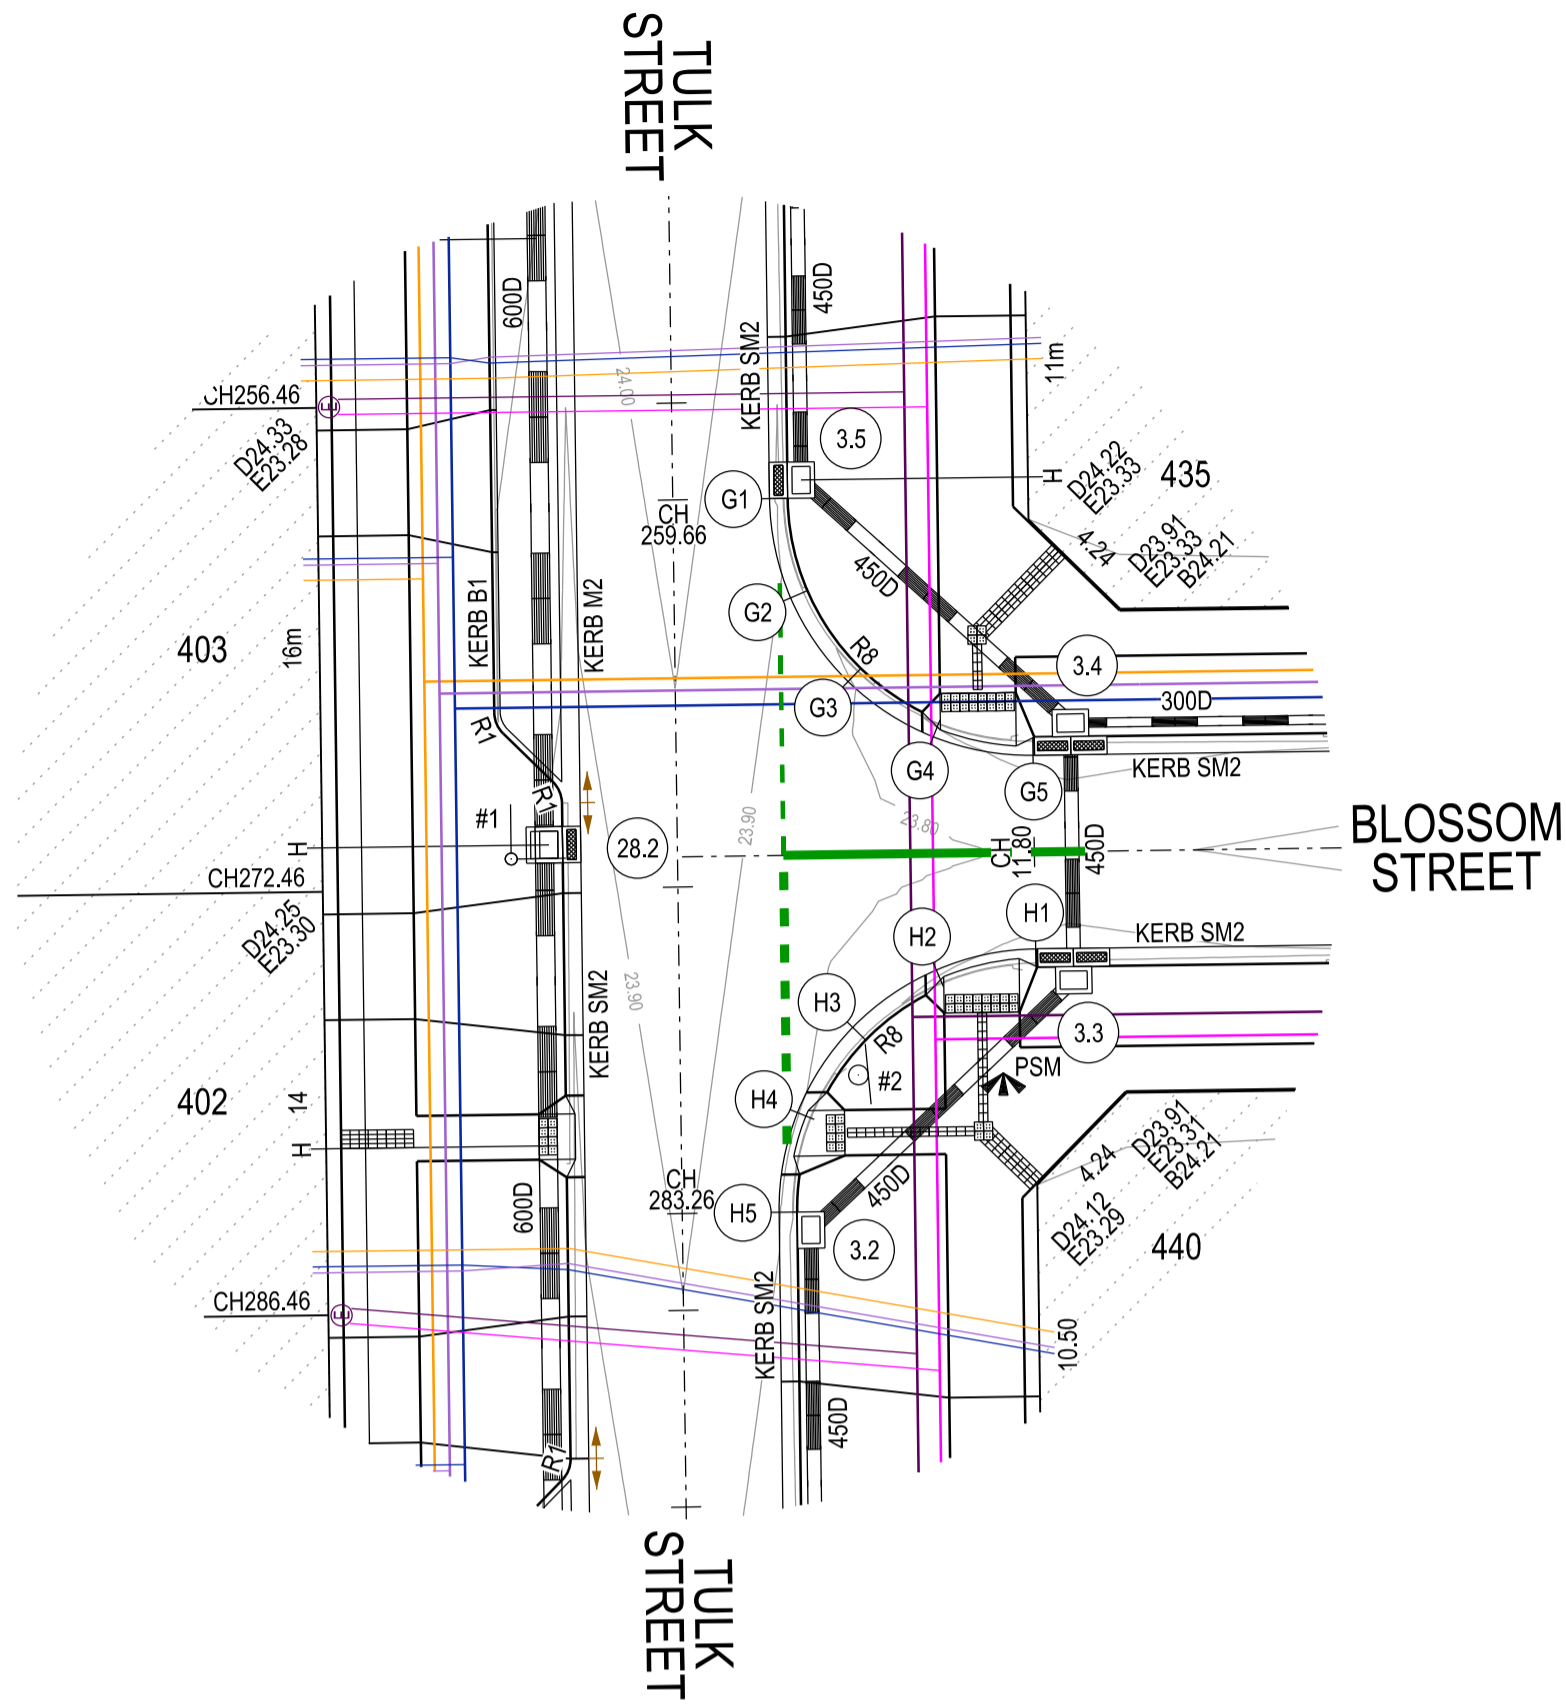 TULK
STREET
600D
450D
KERB SM2
11m
24.00
CH256.46
E
D24.33
E23.28
3.5
H
D24.22
E23.33
435
G1
CH
259.66
4.24
D23.91
E23.33
B24.21
450D
KERB B1
KERB M2
G2
403
16m
R8
3.4
G3
300D
R1
G4
G5
KERB SM2
R1
#1
23.90
23.80
BLOSSOM
STREET
H
28.2
CH
11.80
450D
CH272.46
D24.25
E23.30
H1
H2
KERB SM2
23.90
KERB SM2
H3
R8
3.3
PSM
#2
402
14
H4
H
4.24
D23.91
E23.31
B24.21
CH
283.26
450D
600D
H5
3.2
D24.12
E23.29
440
CH286.46
E
KERB SM2
10.50
450D
R1
TULK
STREET